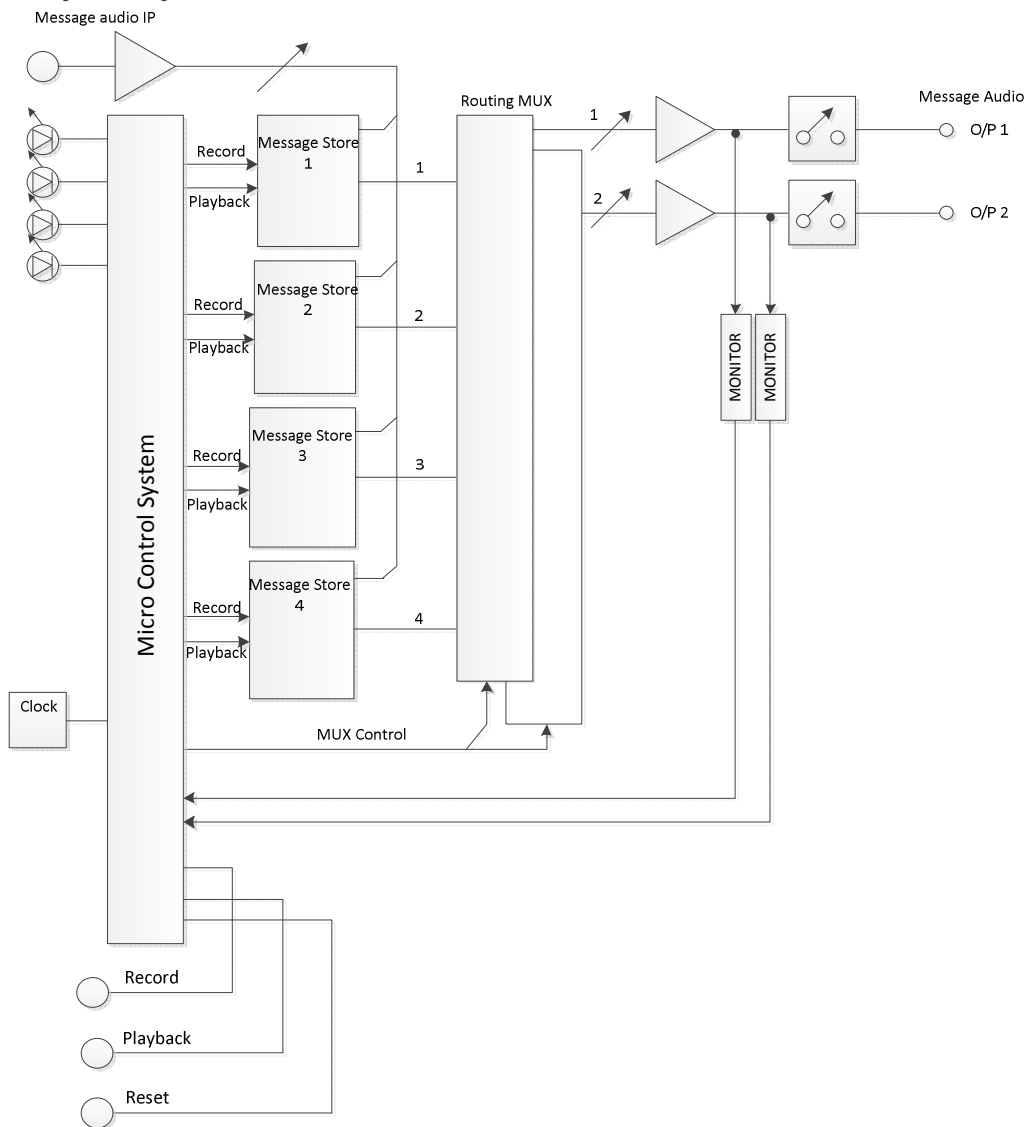 Message audio IP
Routing MUX
Message Audio
O/P 1
O/P 2
1
2
Record
Playback
Message Store
1
1
Record
Playback
Message Store
2
2
Record
Playback
Message Store
3
3
Record
Playback
Message Store
4
4
MONITOR
MONITOR
Micro Control System
Clock
MUX Control
Record
Playback
Reset